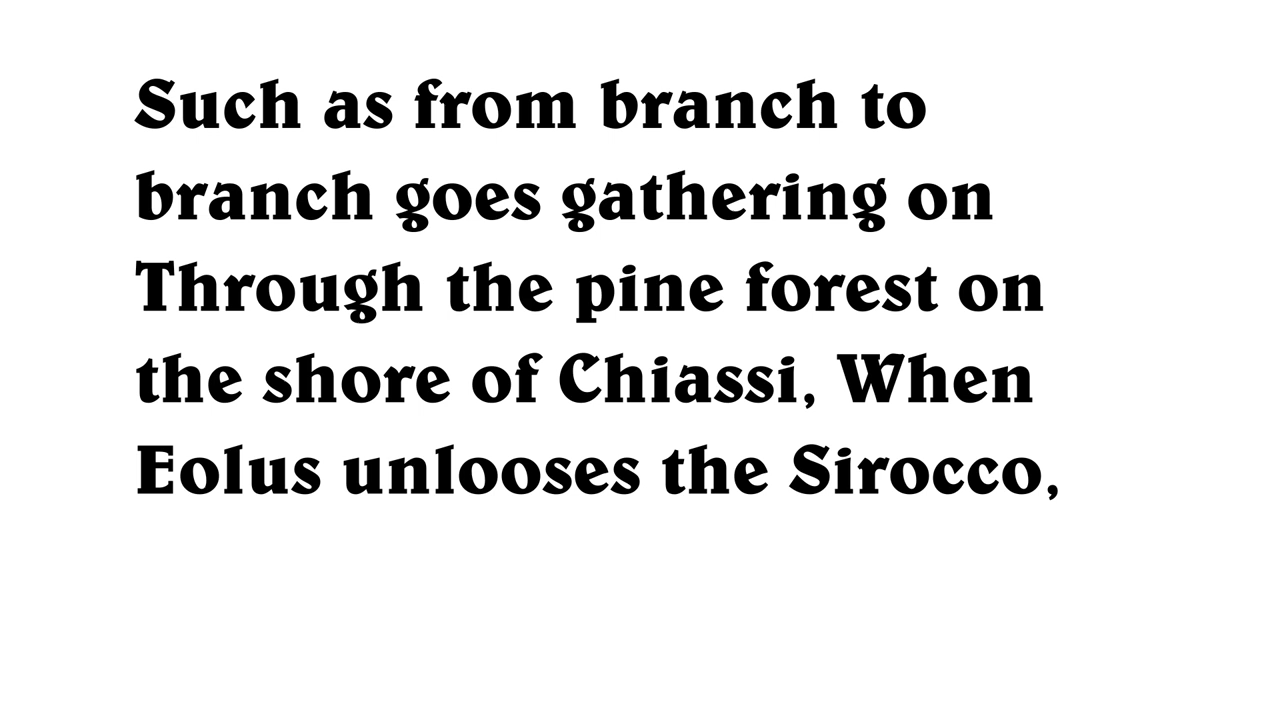 Such as from branch to
branch goes gathering on
Through the pine forest on
the shore of Chiassi, When
Eolus unlooses the Sirocco,